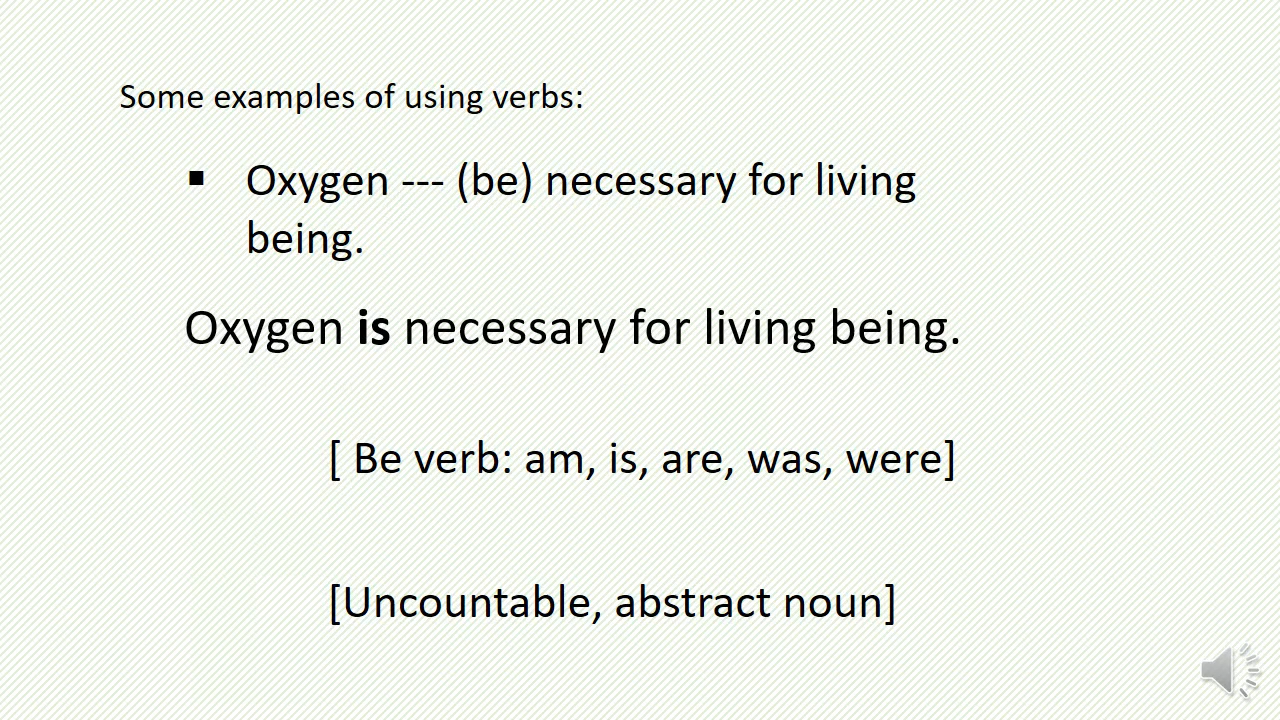 Some examples of using verbs:
▪ Oxygen --- (be) necessary for living
being.
Oxygen is necessary for living being.
[ Be verb: am, is, are, was, were]
[Uncountable, abstract noun]